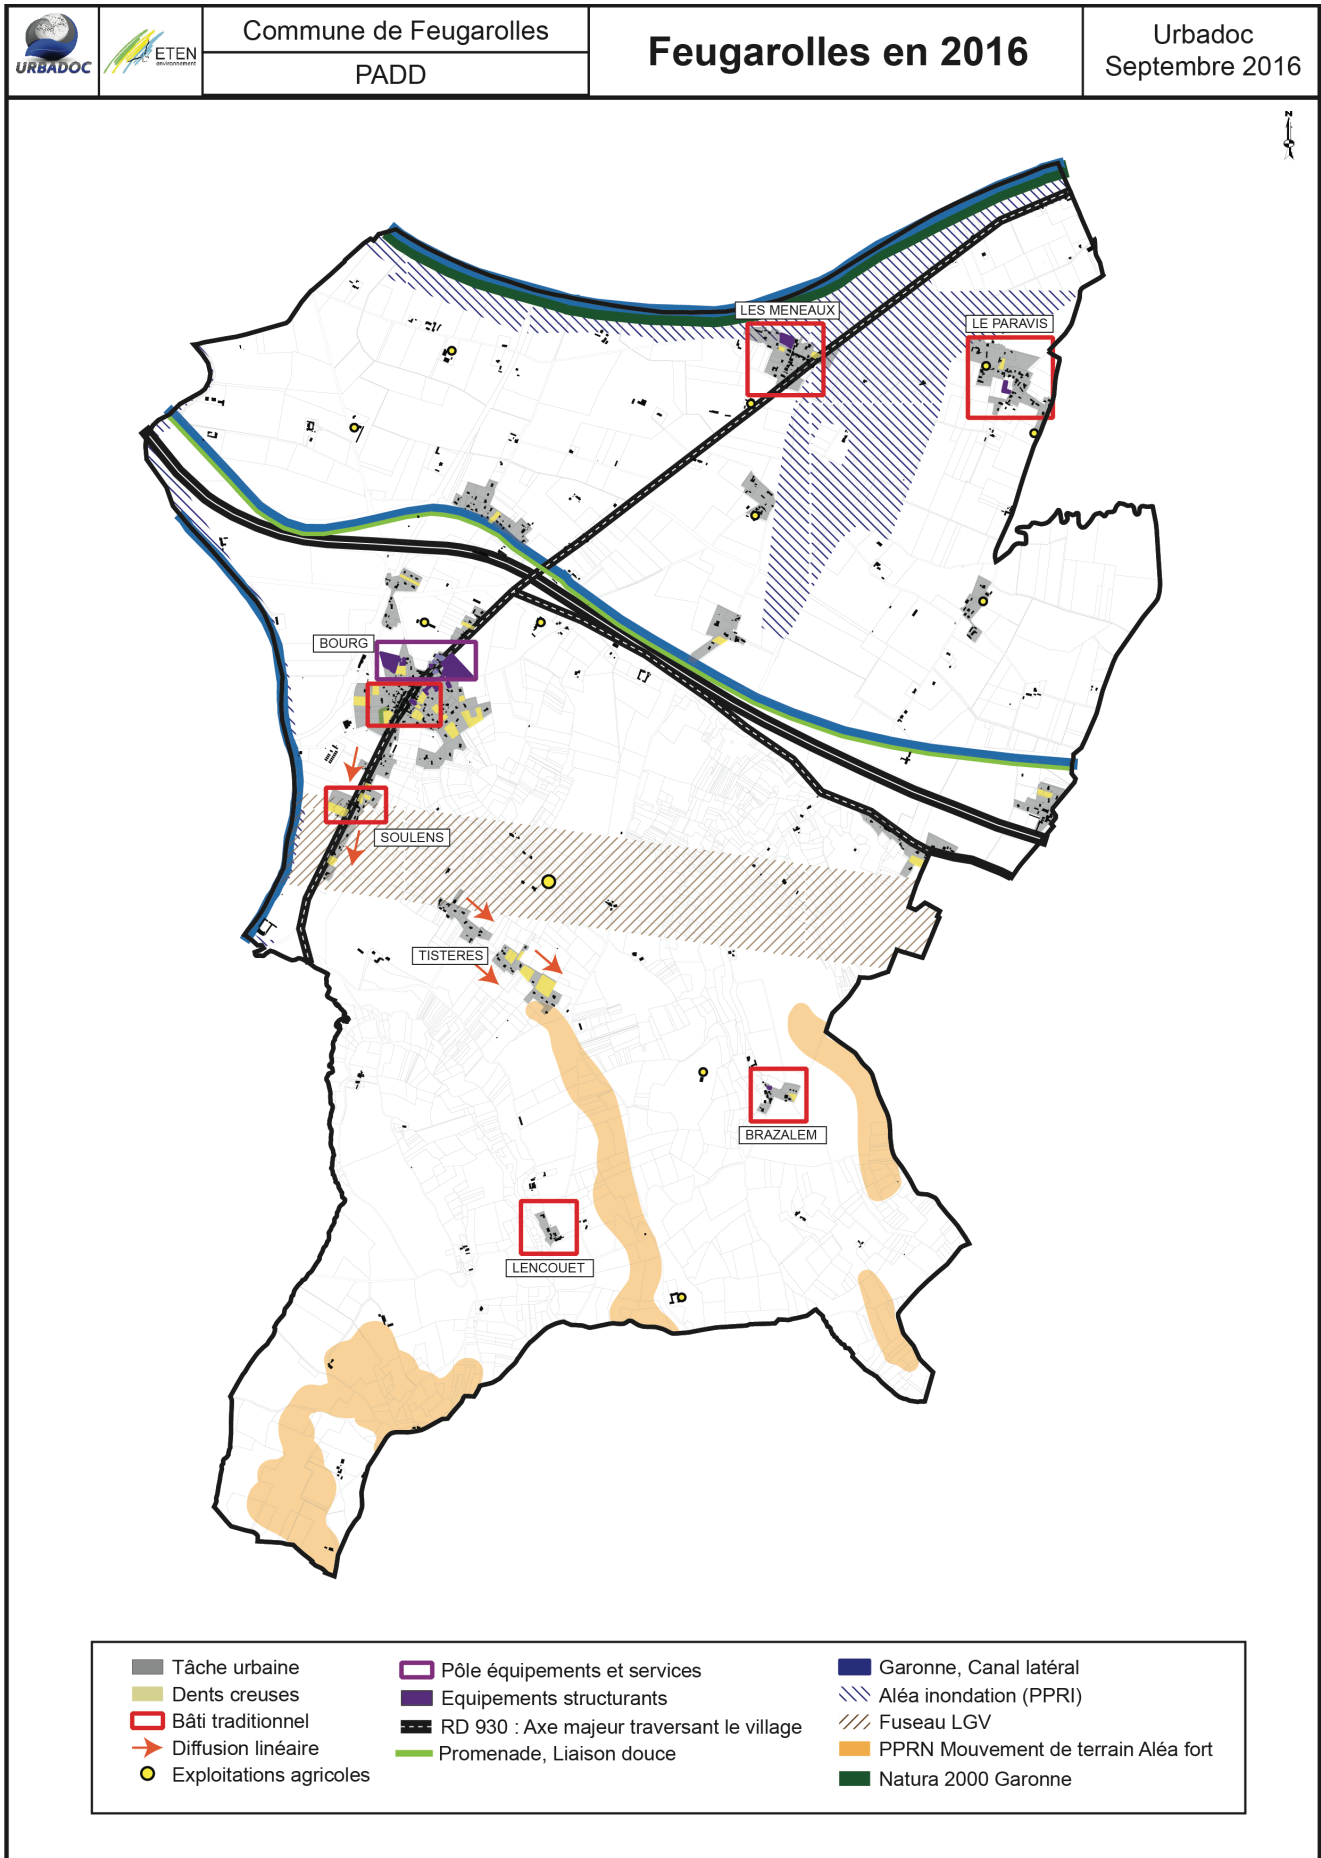 URBADOC
ETEN
environnement
Commune de Feugarolles
PADD
Feugarolles en 2016
Urbadoc
Septembre 2016
N
LES MENEAUX
LE PARAVIS
BOURG
SOULENS
TISTERES
BRAZALEM
LENCOUET
Tâche urbaine
Dents creuses
Bâti traditionnel
Diffusion linéaire
Exploitations agricoles
Pôle équipements et services
Equipements structurants
RD 930 : Axe majeur traversant le village
Promenade, Liaison douce
Garonne, Canal latéral
Aléa inondation (PPRI)
Fuseau LGV
PPRN Mouvement de terrain Aléa fort
Natura 2000 Garonne